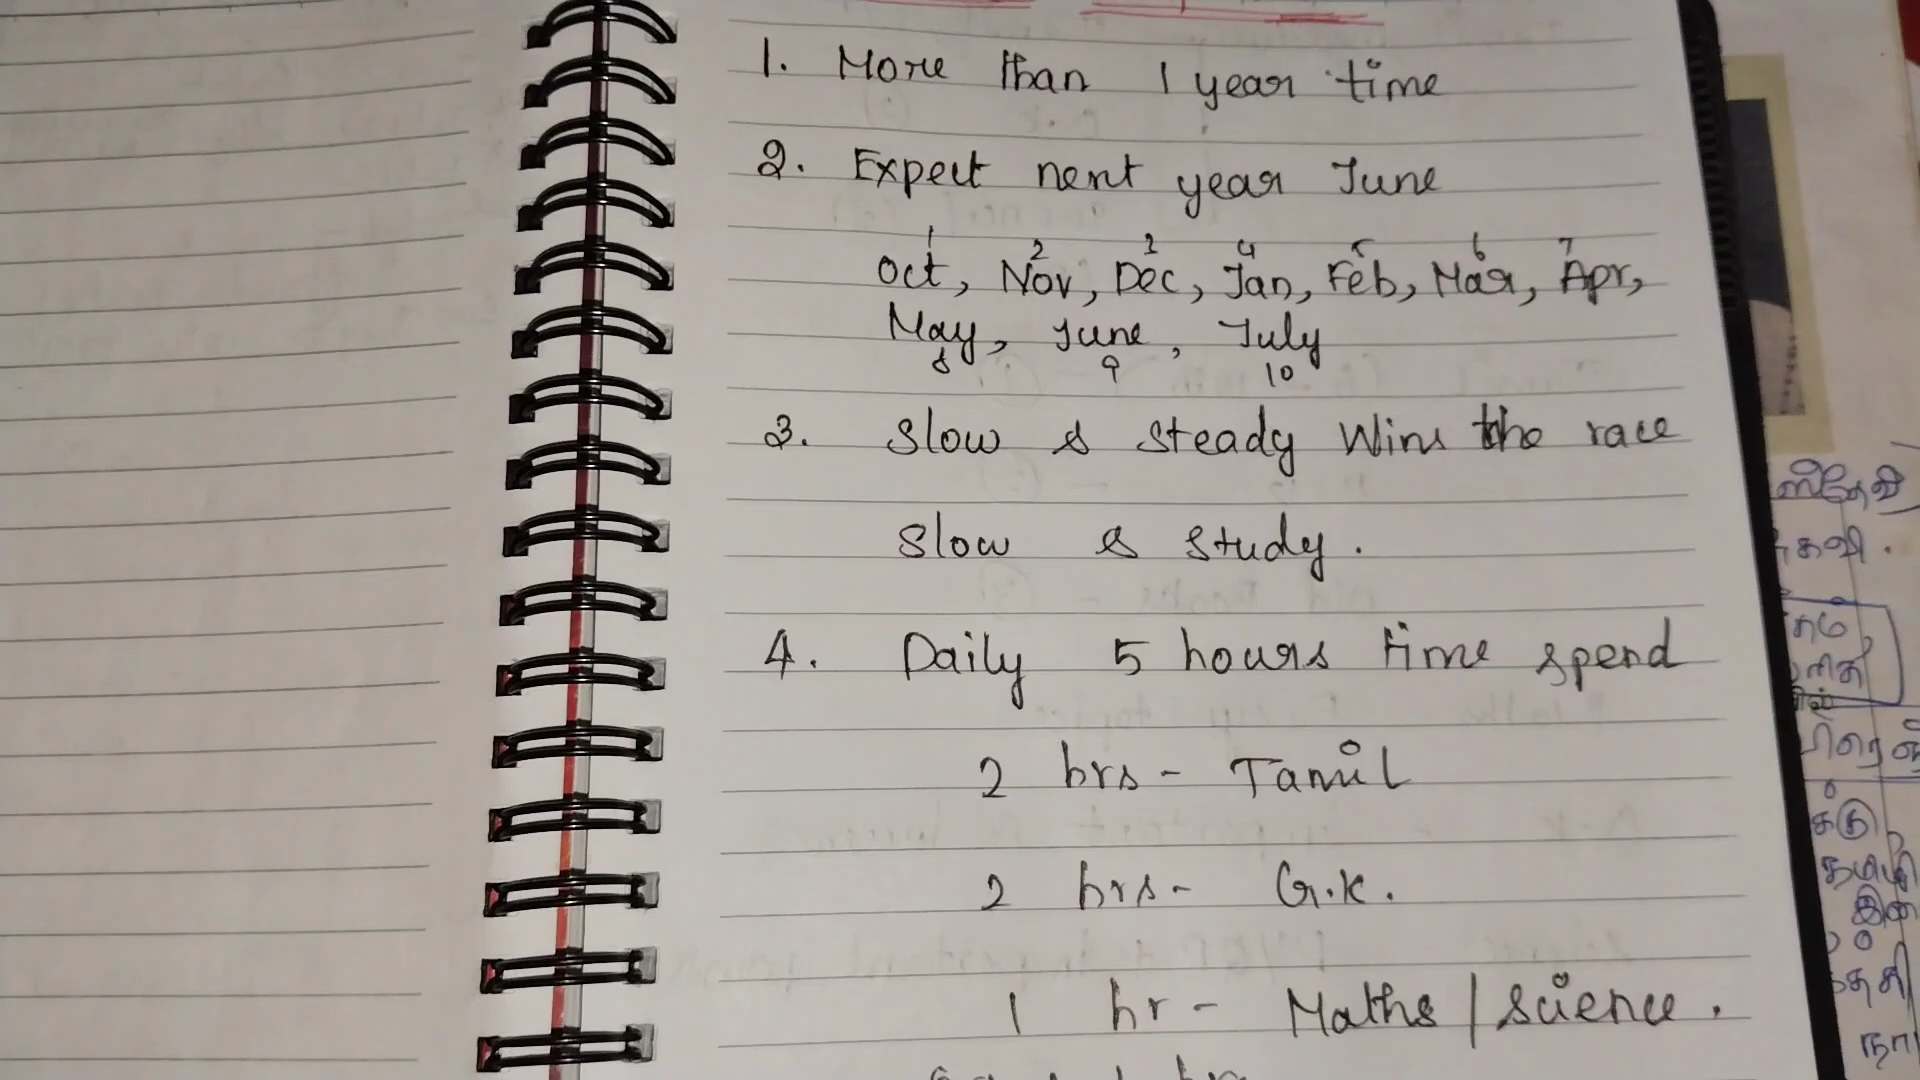 1. More than 1 year time
2. Expect next year June
1 2 3 4 5 6 7
Oct, Nov, Dec, Jan, Feb, Mar, Apr,
May, June, July
8 9 10
3. Slow & Steady Wins the race
Slow & Study.
4. Daily 5 hours time spend
2 hrs - Tamil
2 hrs - G.K.
1 hr - Maths / Science.